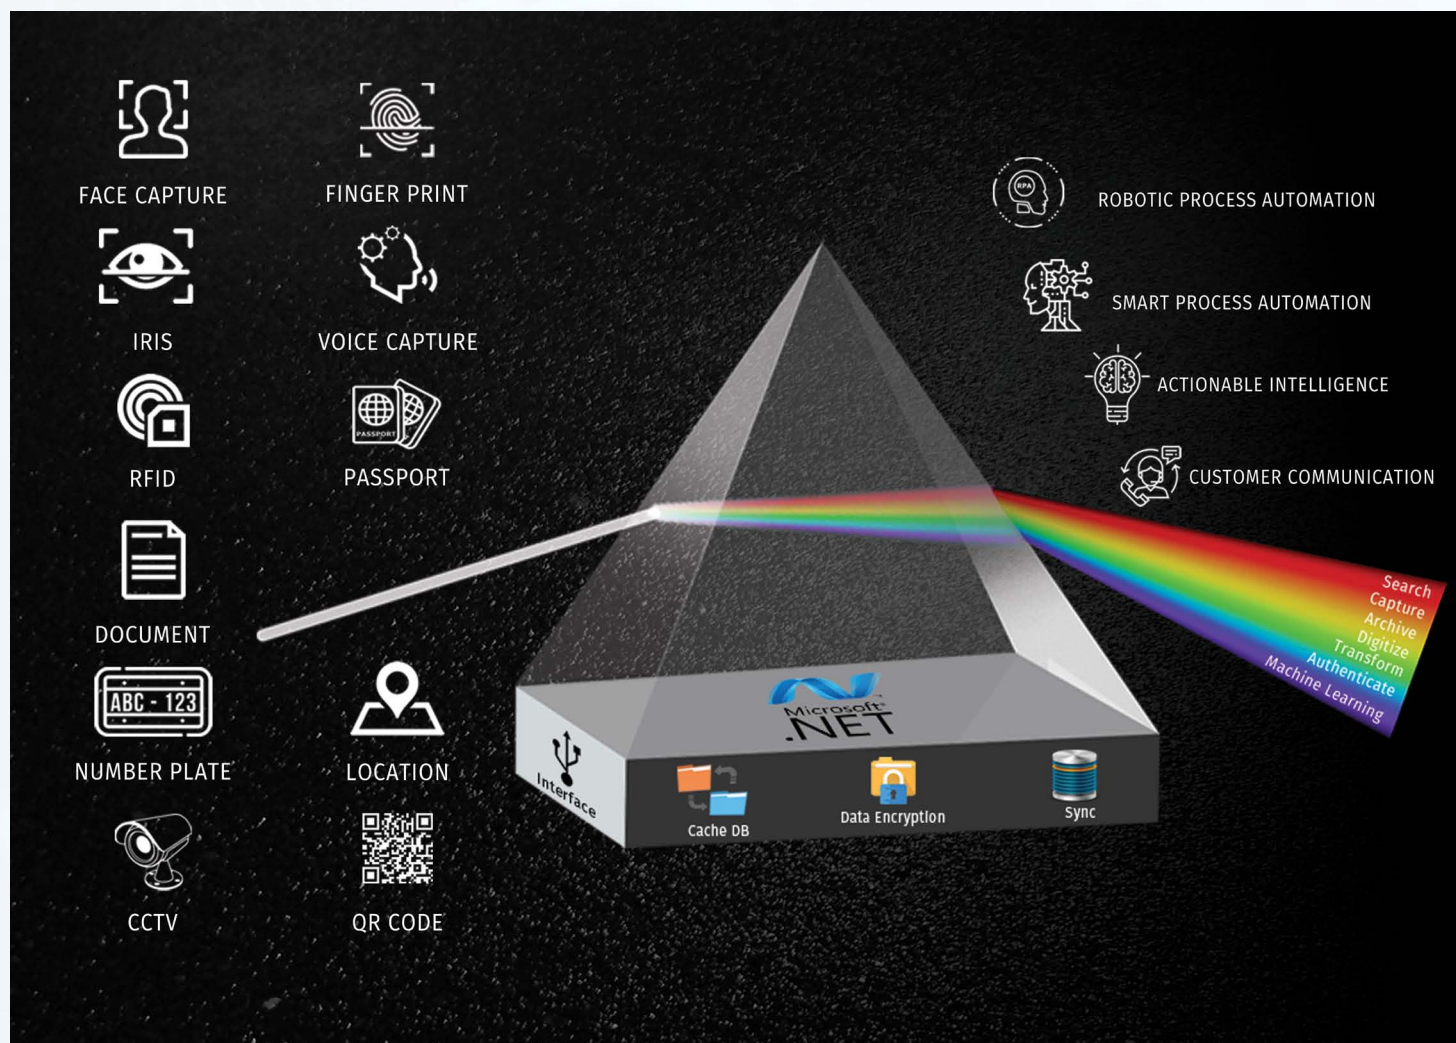 FACE CAPTURE
FINGER PRINT
IRIS
VOICE CAPTURE
RFID
PASSPORT
PASSPORT
DOCUMENT
ABC - 123
NUMBER PLATE
LOCATION
CCTV
QR CODE
Microsoft®
.NET
Interface
Cache DB
Data Encryption
Sync
RPA
ROBOTIC PROCESS AUTOMATION
SMART PROCESS AUTOMATION
ACTIONABLE INTELLIGENCE
CUSTOMER COMMUNICATION
Search
Capture
Archive
Digitize
Transform
Authenticate
Machine Learning